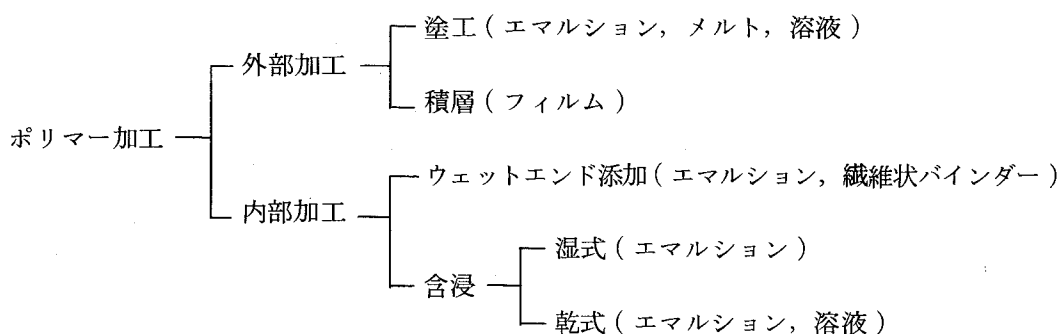 塗工(エマルション,メルト,溶液)
外部加工
積層(フィルム)
ポリマー加工
ウェットエンド添加(エマルション,繊維状バインダー)
内部加工
湿式(エマルション)
含浸
乾式(エマルション,溶液)